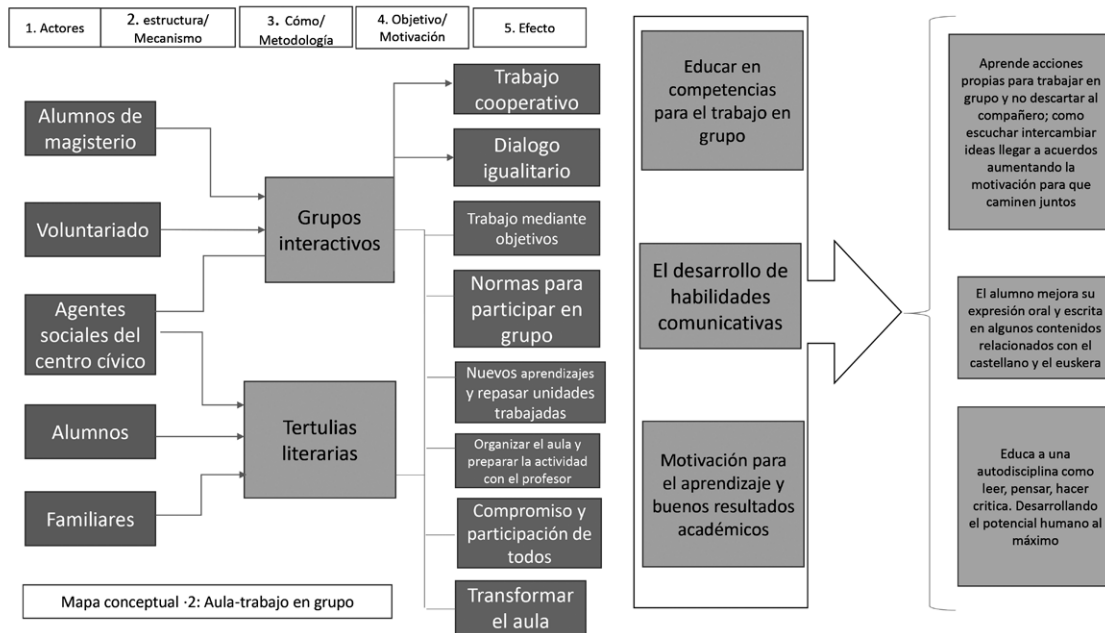 1. Actores
2. estructura/
Mecanismo
3. Cómo/
Metodología
4. Objetivo/
Motivación
5. Efecto
Alumnos de
magisterio
Voluntariado
Agentes
sociales del
centro cívico
Alumnos
Familiares
Grupos
interactivos
Tertulias
literarias
Trabajo
cooperativo
Dialogo
igualitario
Trabajo mediante
objetivos
Normas para
participar en
grupo
Nuevos aprendizajes
y repasar unidades
trabajadas
Organizar el aula y
preparar la actividad
con el profesor
Compromiso y
participación de
todos
Transformar
el aula
Educar en
competencias
para el trabajo en
grupo
El desarrollo de
habilidades
comunicativas
Motivación para
el aprendizaje y
buenos resultados
académicos
Aprende acciones
propias para trabajar en
grupo y no descartar al
compañero; como
escuchar intercambiar
ideas llegar a acuerdos
aumentando la
motivación para que
caminen juntos
El alumno mejora su
expresión oral y escrita
en algunos contenidos
relacionados con el
castellano y el euskera
Educa a una
autodisciplina como
leer, pensar, hacer
critica. Desarrollando
el potencial humano al
máximo
Mapa conceptual ·2: Aula-trabajo en grupo